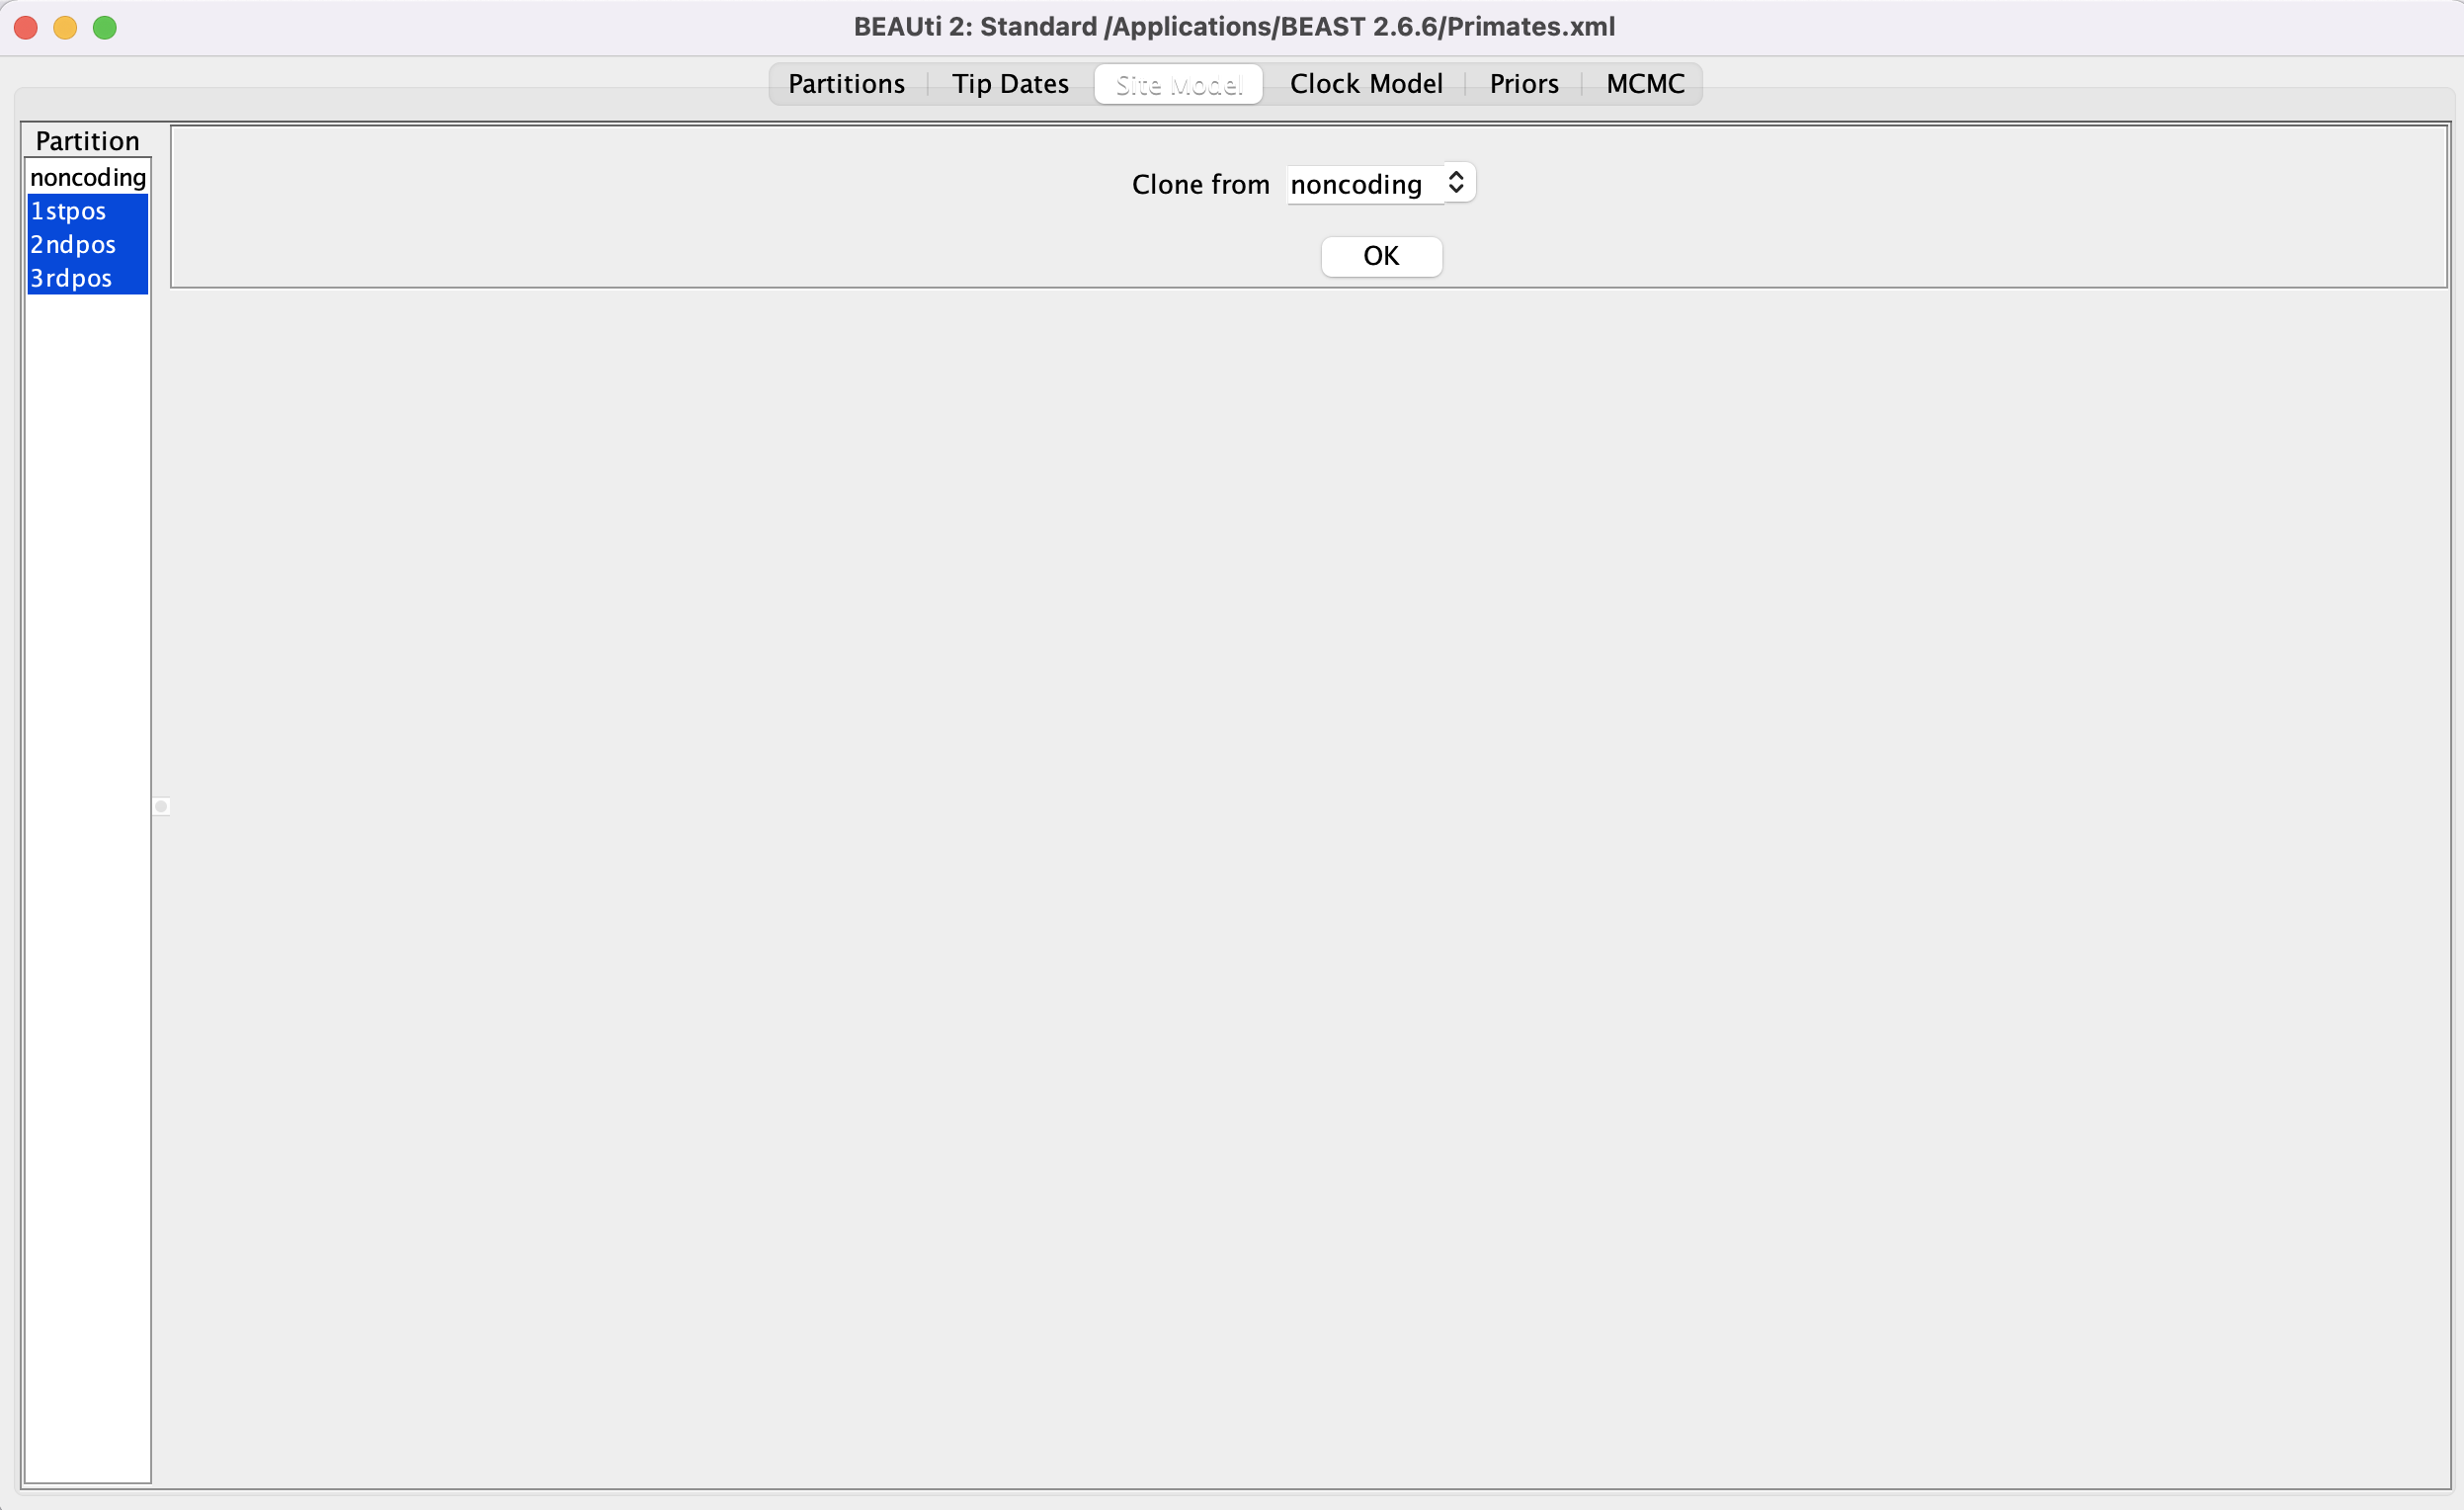 BEAUti 2: Standard /Applications/BEAST 2.6.6/Primates.xml
Partitions Tip Dates Site Model Clock Model Priors MCMC
Partition
noncoding
1stpos
2ndpos
3rdpos
Clone from noncoding
OK